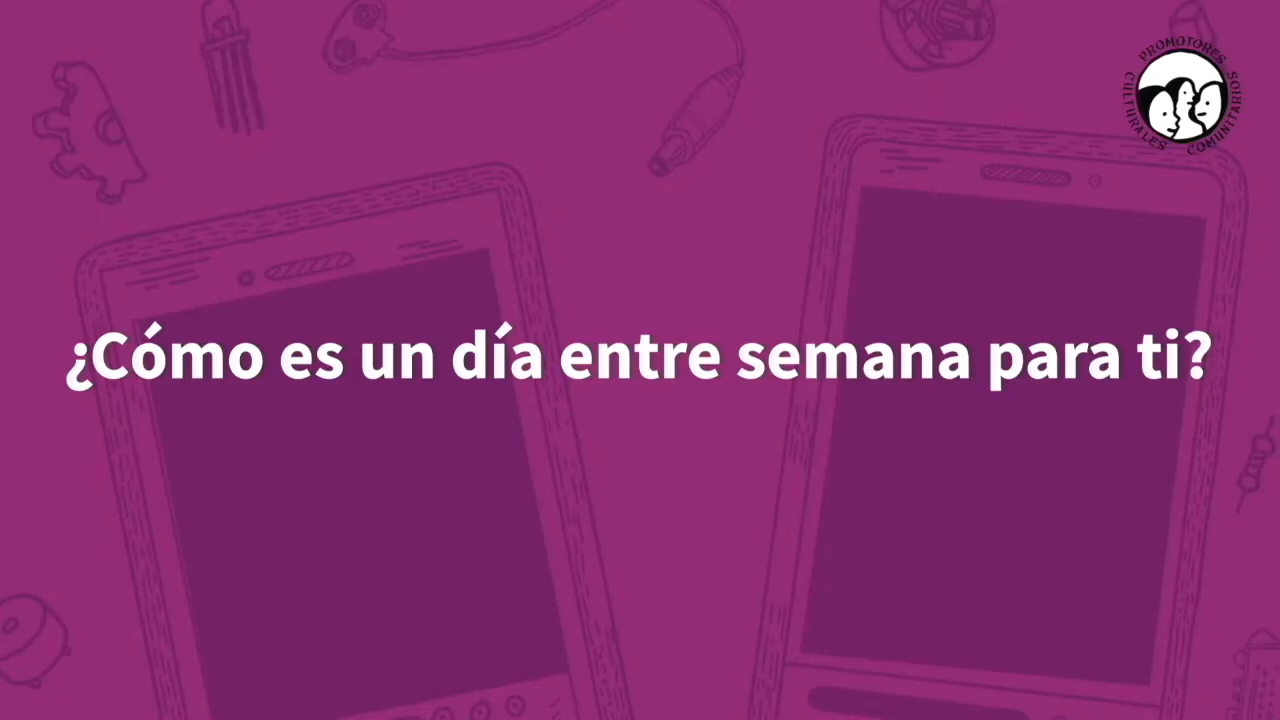 PROMOTORES
CULTURALES
COMUNITARIOS
¿Cómo es un día entre semana para ti?